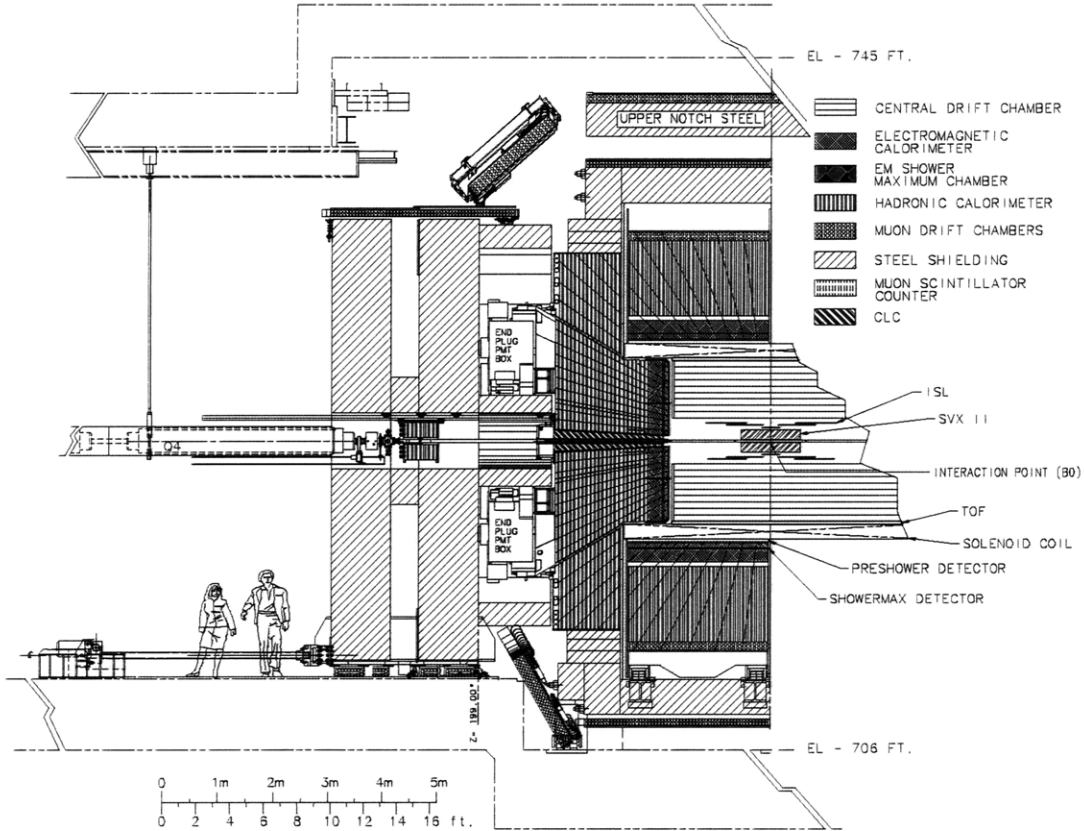 EL - 745 FT.
UPPER NOTCH STEEL
CENTRAL DRIFT CHAMBER
ELECTROMAGNETIC
CALORIMETER
EM SHOWER
MAXIMUM CHAMBER
HADRONIC CALORIMETER
MUON DRIFT CHAMBERS
STEEL SHIELDING
MUON SCINTILLATOR
COUNTER
CLC
END
PLUG
PMT
BOX
ISL
SVX II
Q4
INTERACTION POINT (B0)
END
PLUG
PMT
BOX
TOF
SOLENOID COIL
PRESHOWER DETECTOR
SHOWERMAX DETECTOR
EL - 706 FT.
0 1m 2m 3m 4m 5m
0 2 4 6 8 10 12 14 16 ft.